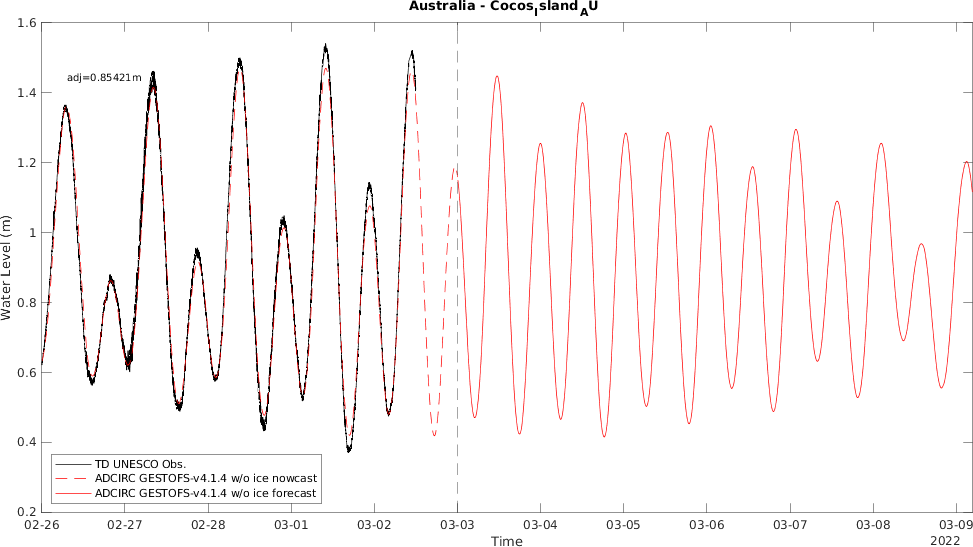 Australia - Cocos_Island_AU
1.6
adj=0.85421m
1.4
1.2
1
0.8
0.6
0.4
0.2
Water Level (m)
TD UNESCO Obs.
ADCIRC GESTOFS-v4.1.4 w/o ice nowcast
ADCIRC GESTOFS-v4.1.4 w/o ice forecast
02-26 02-27 02-28 03-01 03-02 03-03 03-04 03-05 03-06 03-07 03-08 03-09
Time
2022